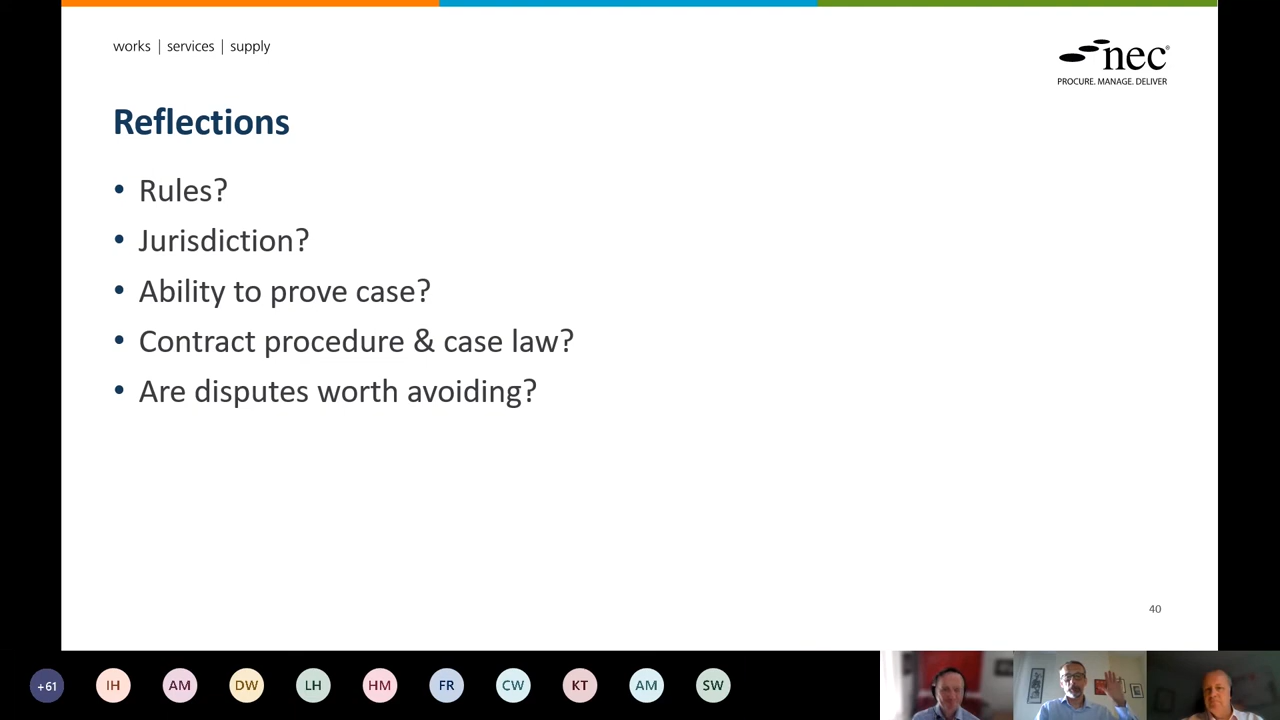 works | services | supply
nec®
PROCURE. MANAGE. DELIVER
Reflections
• Rules?
• Jurisdiction?
• Ability to prove case?
• Contract procedure & case law?
• Are disputes worth avoiding?
40
+61 IH AM DW LH HM FR CW KT AM SW